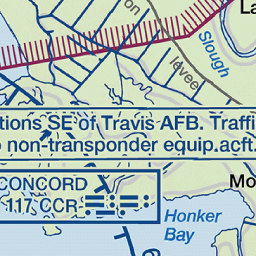 La
on
Slough
levee
tions SE of Travis AFB. Traffi
non-transponder equip.acft.
CONCORD
117 CCR
Mo
Honker
Bay